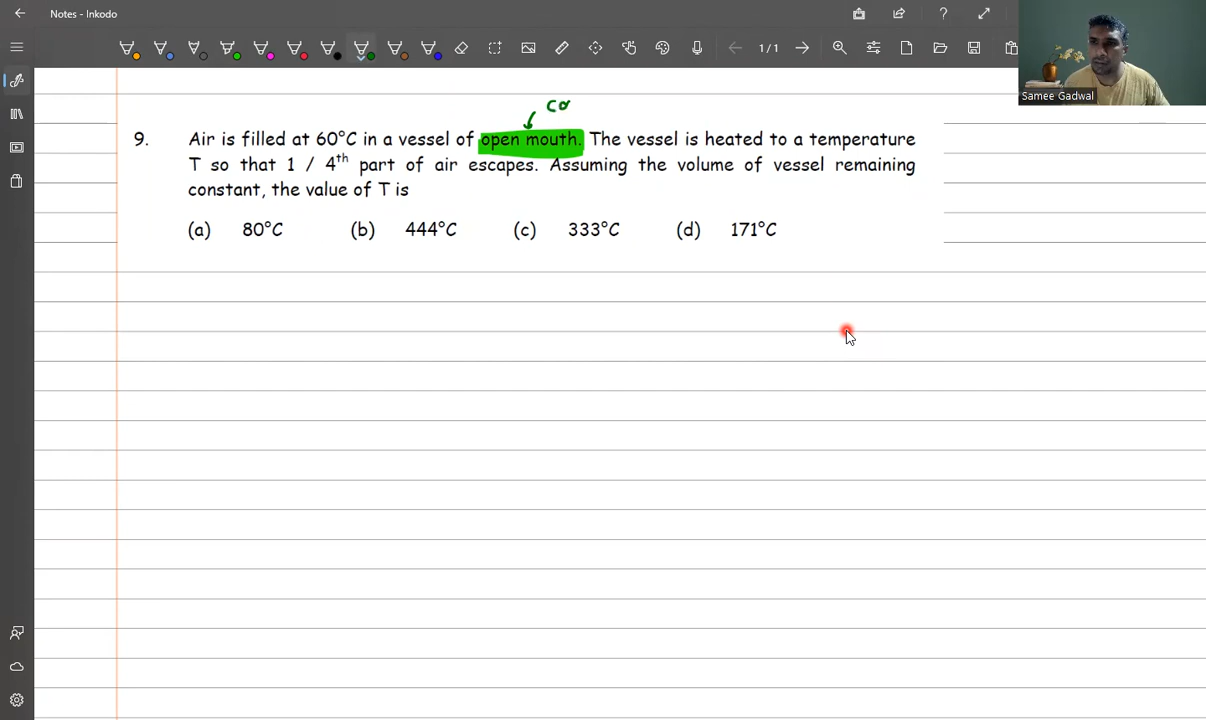 Notes - Inkodo
1/1
Samee Gadwal
Co
9. Air is filled at 60°C in a vessel of open mouth. The vessel is heated to a temperature
T so that 1 / 4th part of air escapes. Assuming the volume of vessel remaining
constant, the value of T is
(a) 80°C (b) 444°C (c) 333°C (d) 171°C